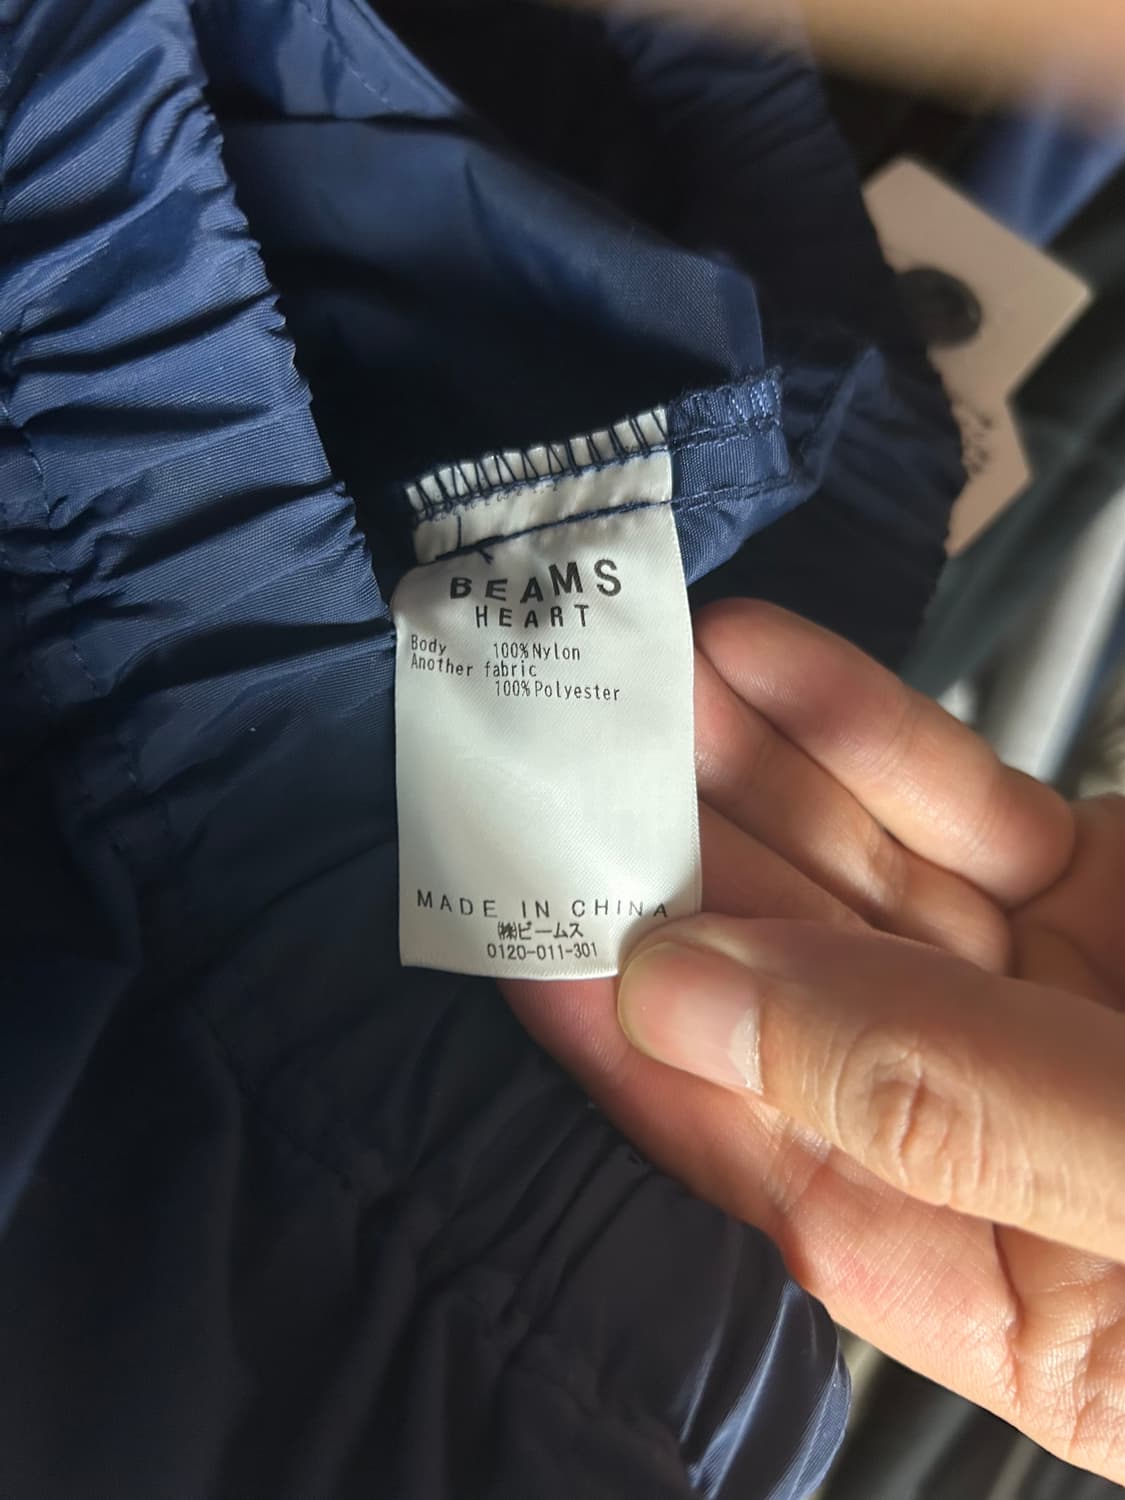 BEAMS
HEART
Body 100%Nylon
Another fabric
100%Polyester
MADE IN CHINA
㈱ビームス
0120-011-301